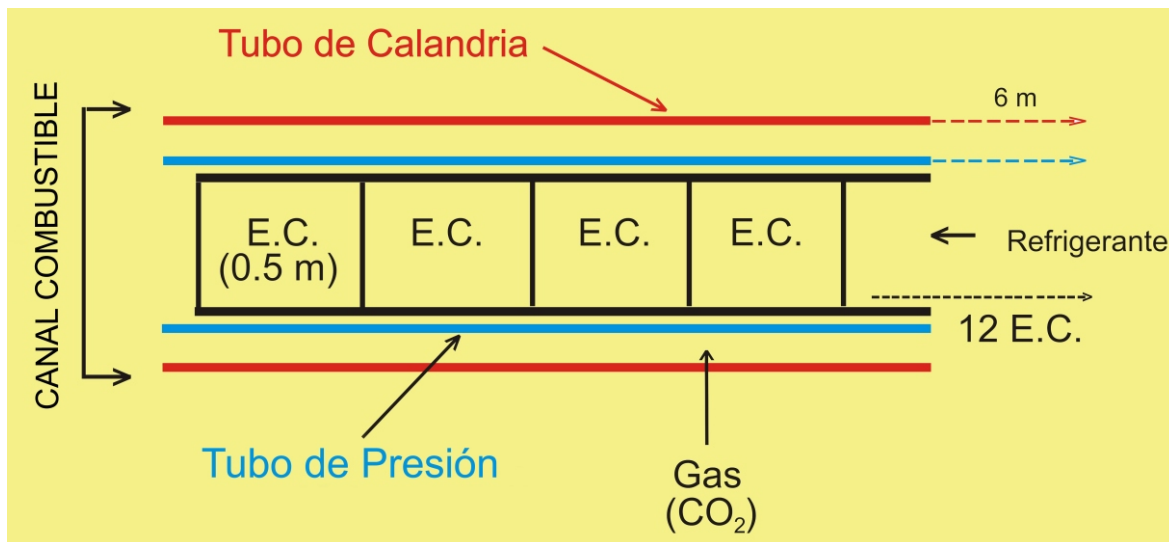 Tubo de Calandria
6 m
CANAL COMBUSTIBLE
E.C.
(0.5 m)
E.C.
E.C.
E.C.
Refrigerante
12 E.C.
Tubo de Presión
Gas
(CO₂)